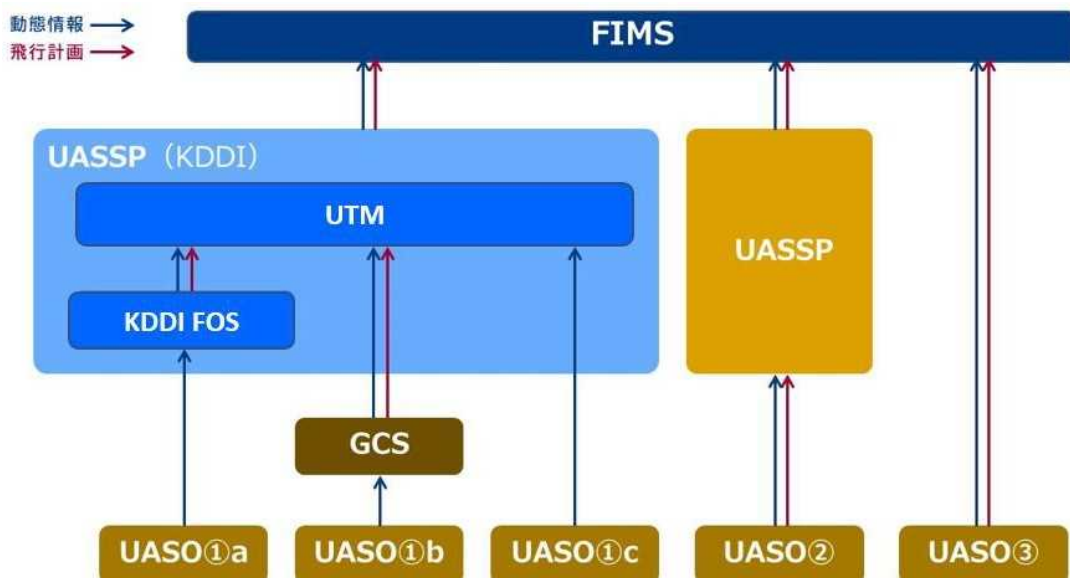 動態情報
飛行計画
FIMS
UASSP（KDDI）
UTM
KDDI FOS
UASSP
GCS
UASO①a
UASO①b
UASO①c
UASO②
UASO③